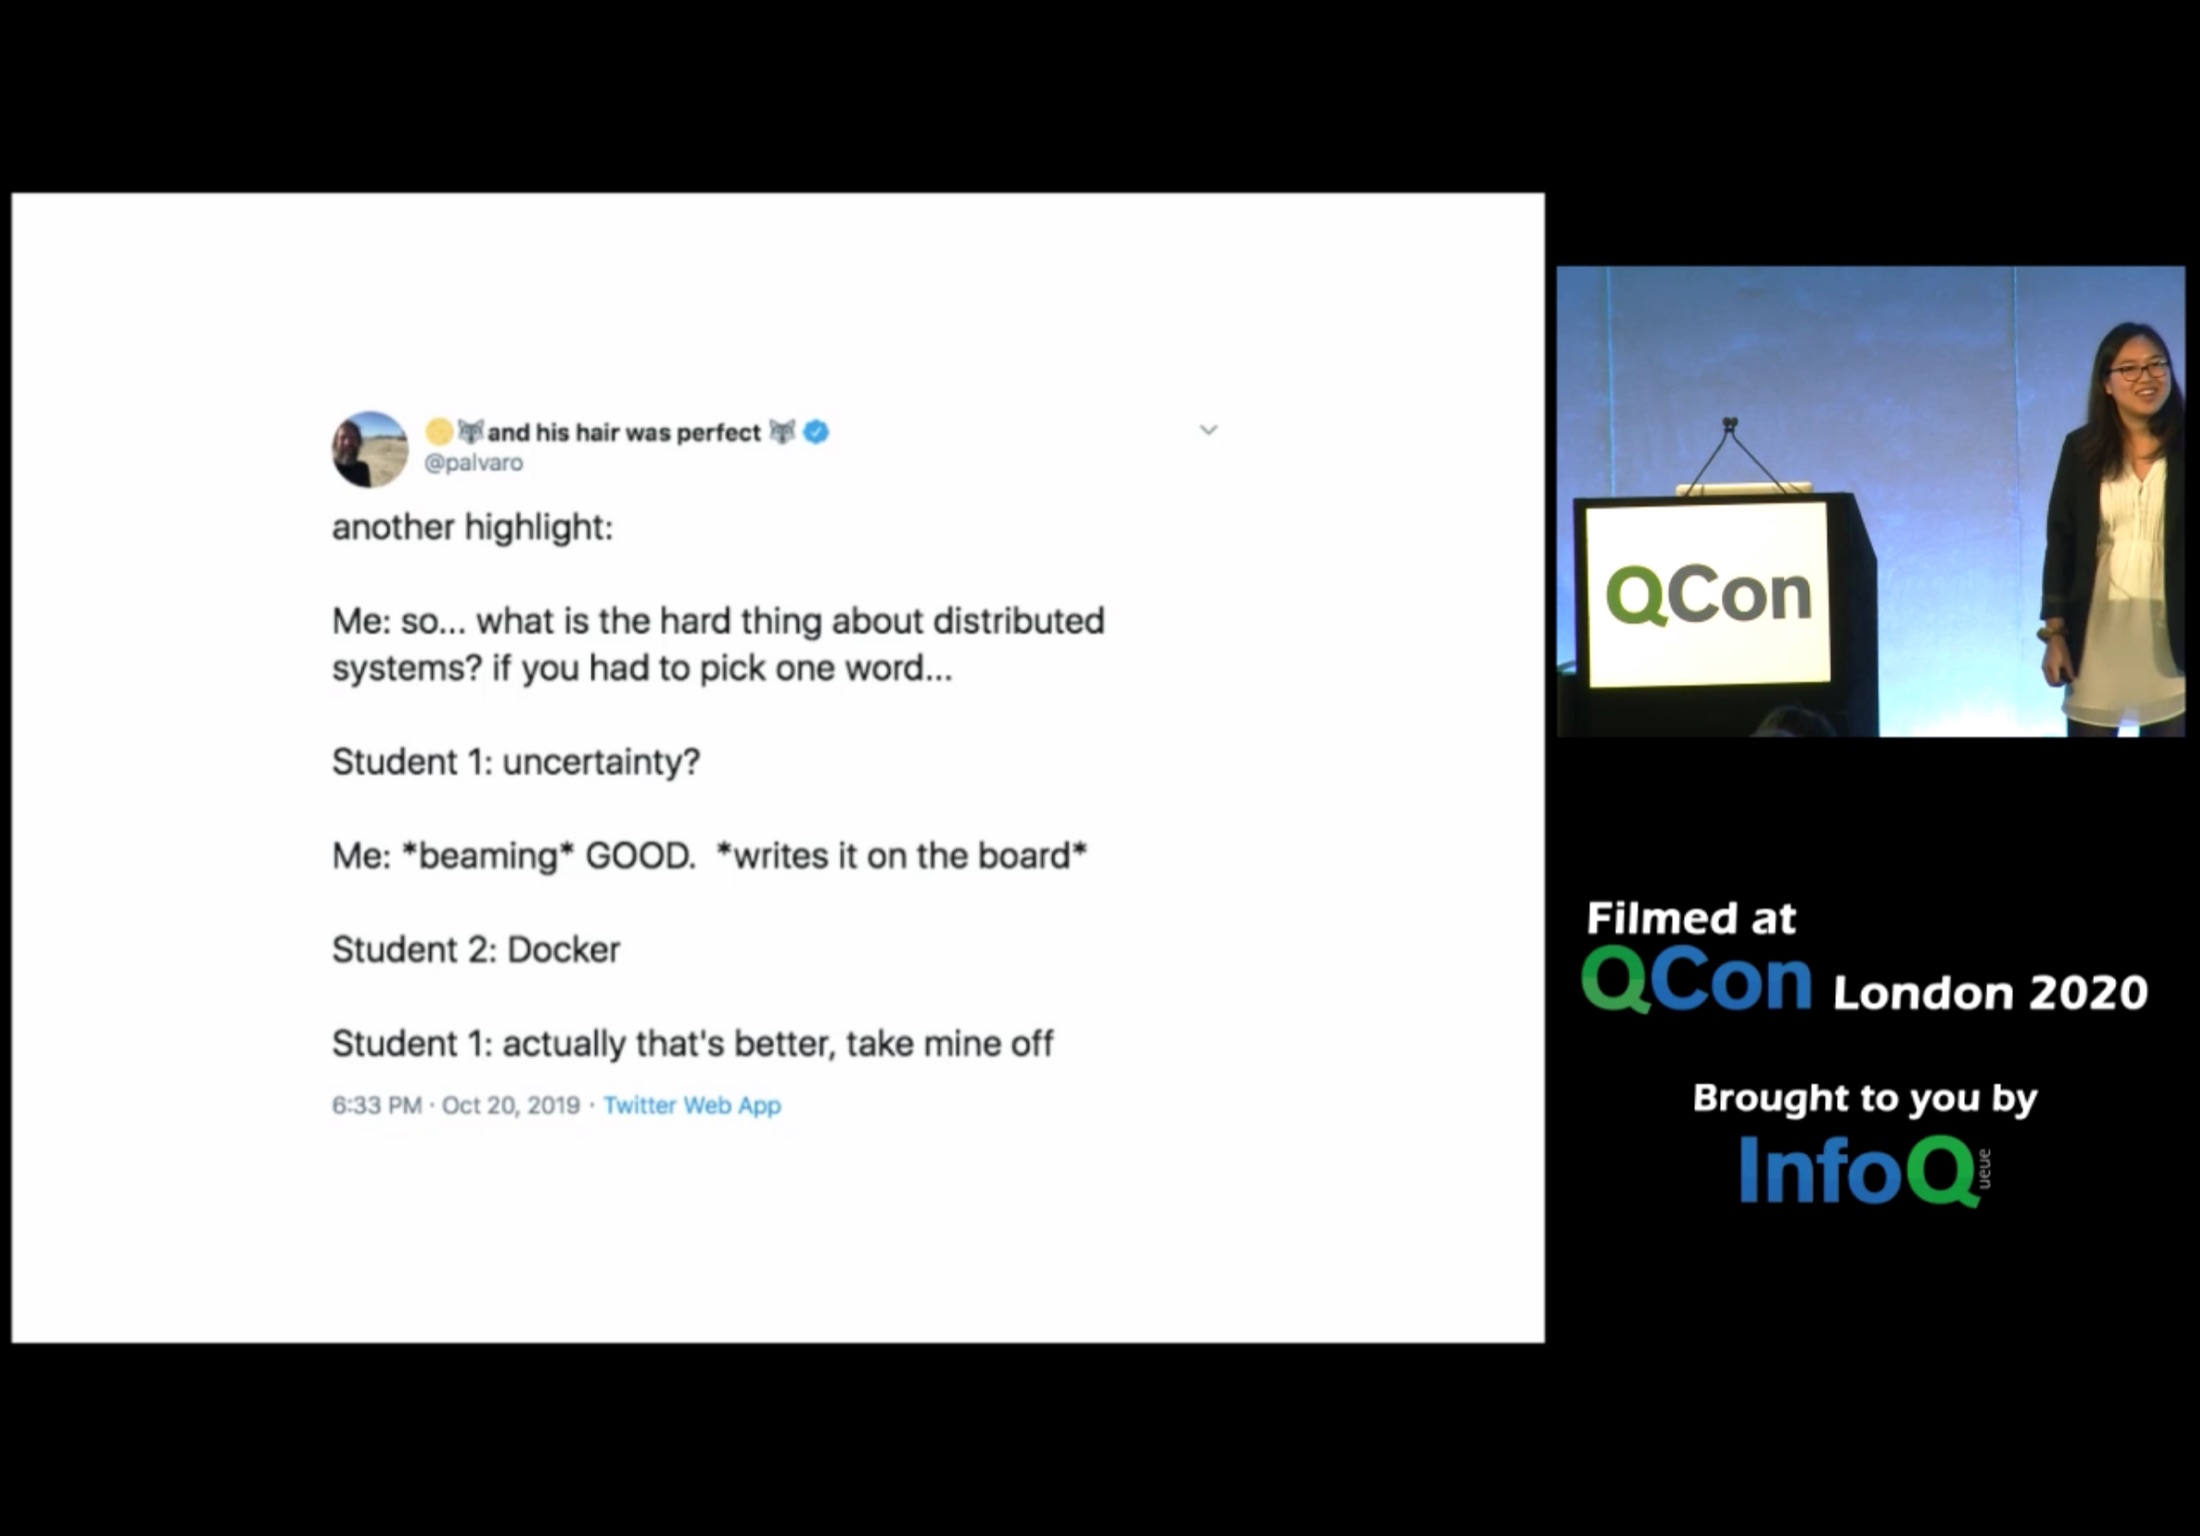 and his hair was perfect
@palvaro
another highlight:
Me: so... what is the hard thing about distributed
systems? if you had to pick one word...
Student 1: uncertainty?
Me: *beaming* GOOD.  *writes it on the board*
Student 2: Docker
Student 1: actually that's better, take mine off
6:33 PM · Oct 20, 2019 · Twitter Web App
QCon
Filmed at
QCon London 2020
Brought to you by
InfoQ
ueue